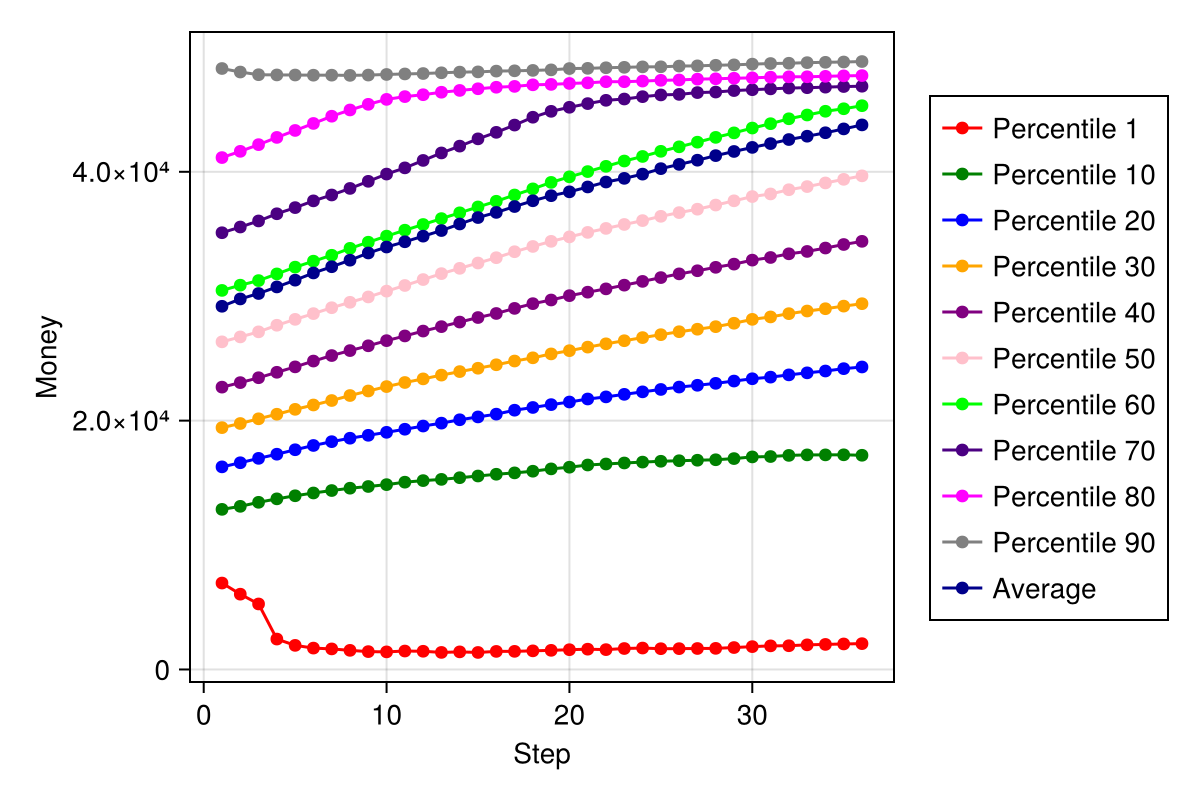 Money
4.0×10⁴
2.0×10⁴
0
0 10 20 30
Step
Percentile 1
Percentile 10
Percentile 20
Percentile 30
Percentile 40
Percentile 50
Percentile 60
Percentile 70
Percentile 80
Percentile 90
Average